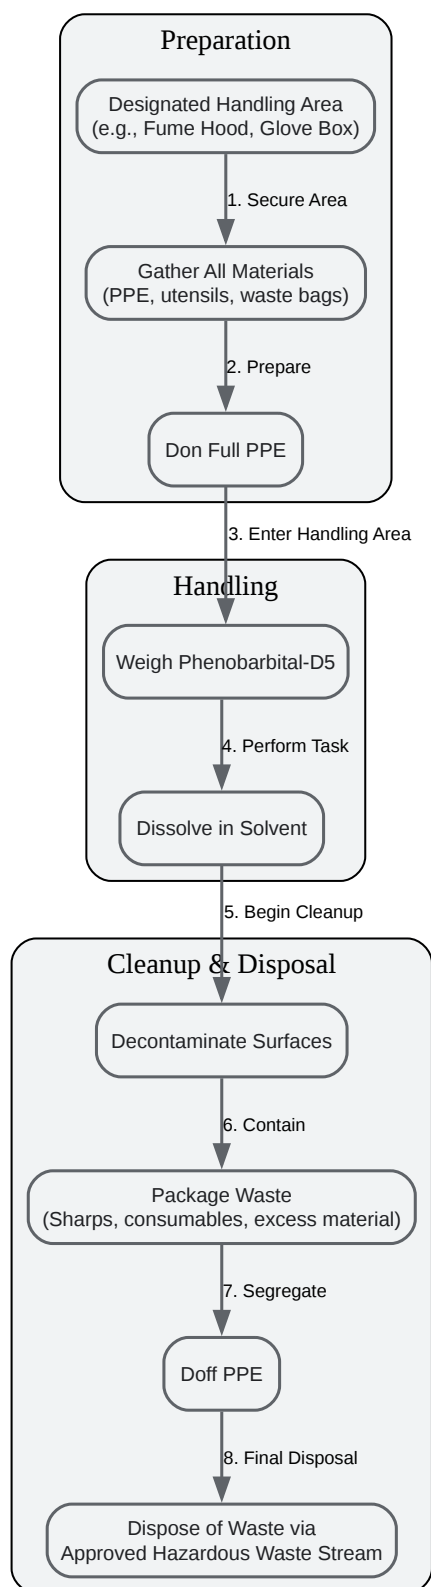 Preparation
Designated Handling Area
(e.g., Fume Hood, Glove Box)
1. Secure Area
Gather All Materials
(PPE, utensils, waste bags)
2. Prepare
Don Full PPE
3. Enter Handling Area
Handling
Weigh Phenobarbital-D5
4. Perform Task
Dissolve in Solvent
5. Begin Cleanup
Cleanup & Disposal
Decontaminate Surfaces
6. Contain
Package Waste
(Sharps, consumables, excess material)
7. Segregate
Doff PPE
8. Final Disposal
Dispose of Waste via
Approved Hazardous Waste Stream